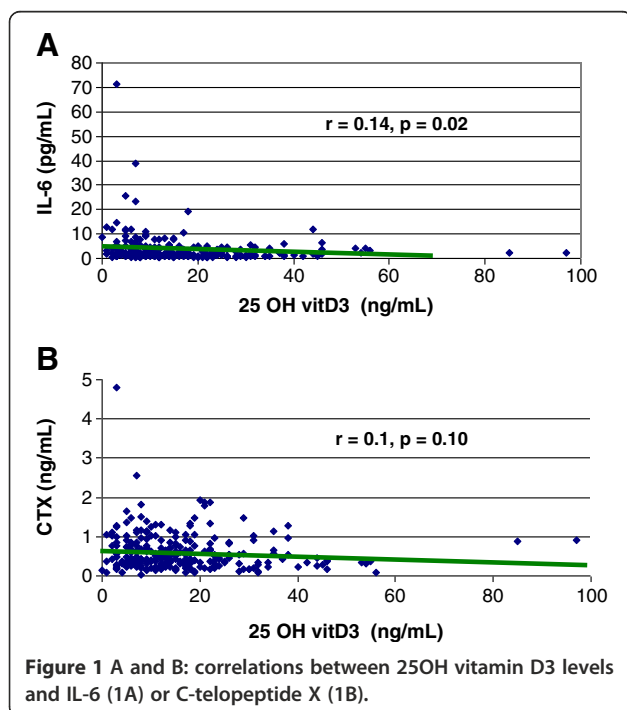 A
80
70
60
50
40
30
20
10
0
IL-6 (pg/mL)
r = 0.14, p = 0.02
0 20 40 60 80 100
25 OH vitD3 (ng/mL)
B
5
4
3
2
1
0
CTX (ng/mL)
r = 0.1, p = 0.10
0 20 40 60 80 100
25 OH vitD3 (ng/mL)
Figure 1 A and B: correlations between 25OH vitamin D3 levels
and IL-6 (1A) or C-telopeptide X (1B).